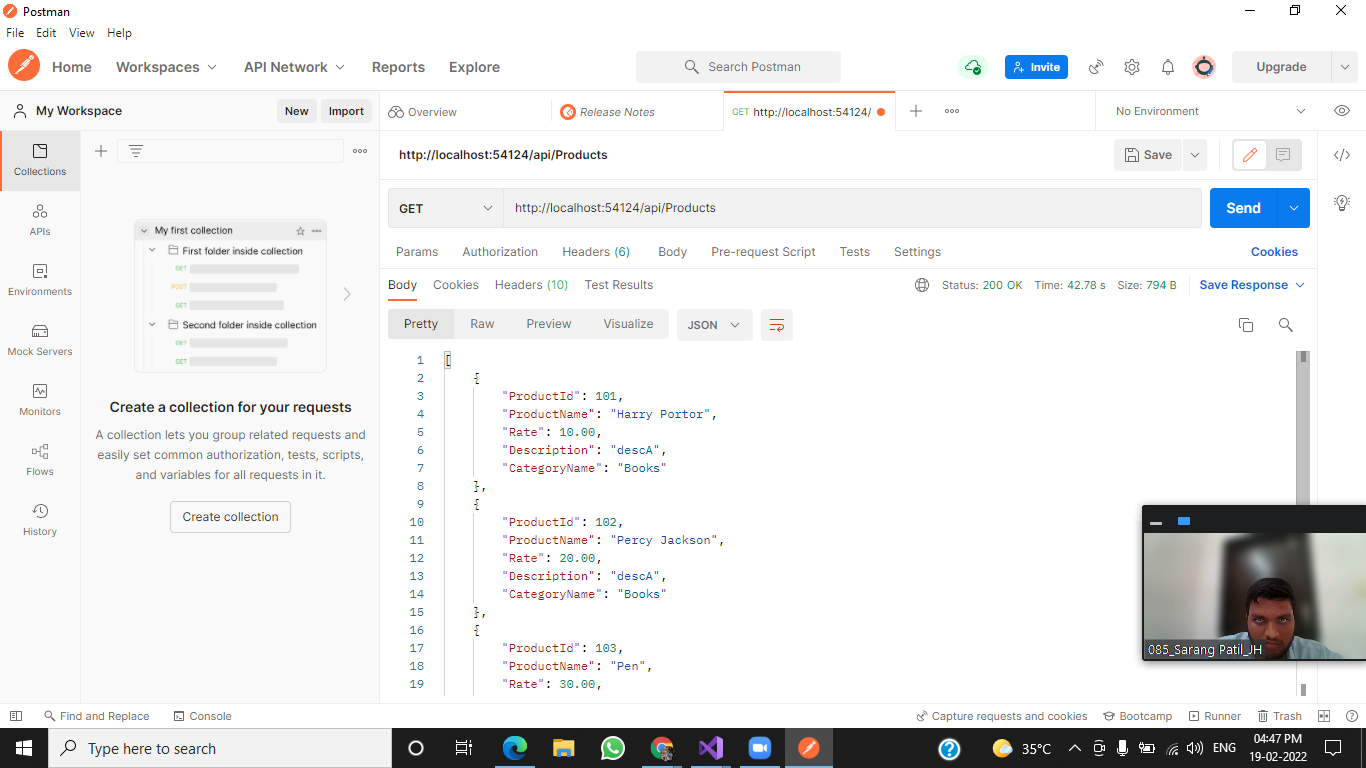 Postman
File Edit View Help
Home Workspaces API Network Reports Explore Search Postman Invite Upgrade
My Workspace New Import
Overview Release Notes GET http://localhost:54124/ No Environment
http://localhost:54124/api/Products Save
GET http://localhost:54124/api/Products Send
Params Authorization Headers (6) Body Pre-request Script Tests Settings Cookies
Body Cookies Headers (10) Test Results Status: 200 OK Time: 42.78 s Size: 794 B Save Response
Pretty Raw Preview Visualize JSON
Collections
APIs
Environments
Mock Servers
Monitors
Flows
History
My first collection
First folder inside collection
GET
POST
GET
Second folder inside collection
GET
GET
Create a collection for your requests
A collection lets you group related requests and
easily set common authorization, tests, scripts,
and variables for all requests in it.
Create collection
1 [
2 {
3 "ProductId": 101,
4 "ProductName": "Harry Portor",
5 "Rate": 10.00,
6 "Description": "descA",
7 "CategoryName": "Books"
8 },
9 {
10 "ProductId": 102,
11 "ProductName": "Percy Jackson",
12 "Rate": 20.00,
13 "Description": "descA",
14 "CategoryName": "Books"
15 },
16 {
17 "ProductId": 103,
18 "ProductName": "Pen",
19 "Rate": 30.00,
085_Sarang Patil_JH
Find and Replace Console Capture requests and cookies Bootcamp Runner Trash
Type here to search 35°C ENG 04:47 PM
19-02-2022